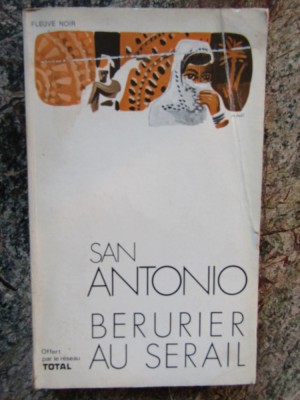 FLEUVE NOIR
SAN
ANTONIO
BERURIER
AU SERAIL
Offert
par le réseau
TOTAL